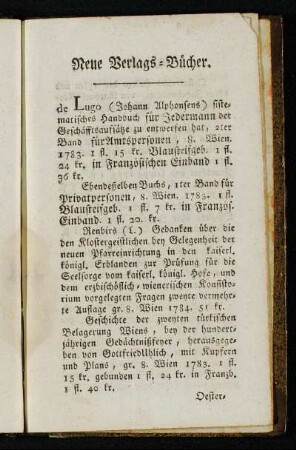 Neue Verlags-Bücher.
de Lugo (Johann Alphonsens) siste-
matisches Handbuch für Jedermann der
Geschäftsaufsätze zu entwerfen hat, 2ter
Band für Amtspersonen, 8. Wien.
1783. 1 fl. 15 kr. Blausteifgeb. 1 fl.
24 kr. in Französischen Einband 1 fl.
36 kr.
Ebendesselben Buchs, 1ter Band für
Privatpersonen, 8. Wien. 1783. 1 fl.
Blausteifgeb. 1 fl. 7 kr. in Französ.
Einband. 1 fl. 20. kr.
(L.) Gedanken über die
den Klostergeistlichen bey Gelegenheit der
neuen Pfarreinrichtung in den kaiserl.
königl. Erblanden zur Prüfung für die
Seelsorge vom kaiserl. königl. Hofe, und
dem erzbischöflich, wienerischen Konsisto-
rium vorgelegten Fragen zweyte vermehr-
te Auflage gr. 8. Wien 1784. 51 kr.
Geschichte der zweyten türkischen
Belagerung Wiens, bey der hundert-
jährigen Gedächtnißfeyer, herausgege-
ben von Gottfried Uhlich, mit Kupfern
und Plans, gr. 8. Wien 1783. 1 fl.
15 kr. gebunden 1 fl. 24 kr. in Franzb.
1 fl. 40 kr.
Oester-